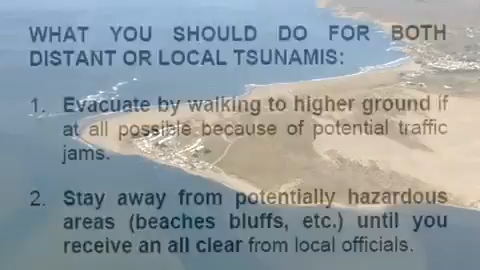 WHAT YOU SHOULD DO FOR BOTH
DISTANT OR LOCAL TSUNAMIS:
1. Evacuate by walking to higher ground if
at all possible because of potential traffic
jams.
2. Stay away from potentially hazardous
areas (beaches bluffs, etc.) until you
receive an all clear from local officials.